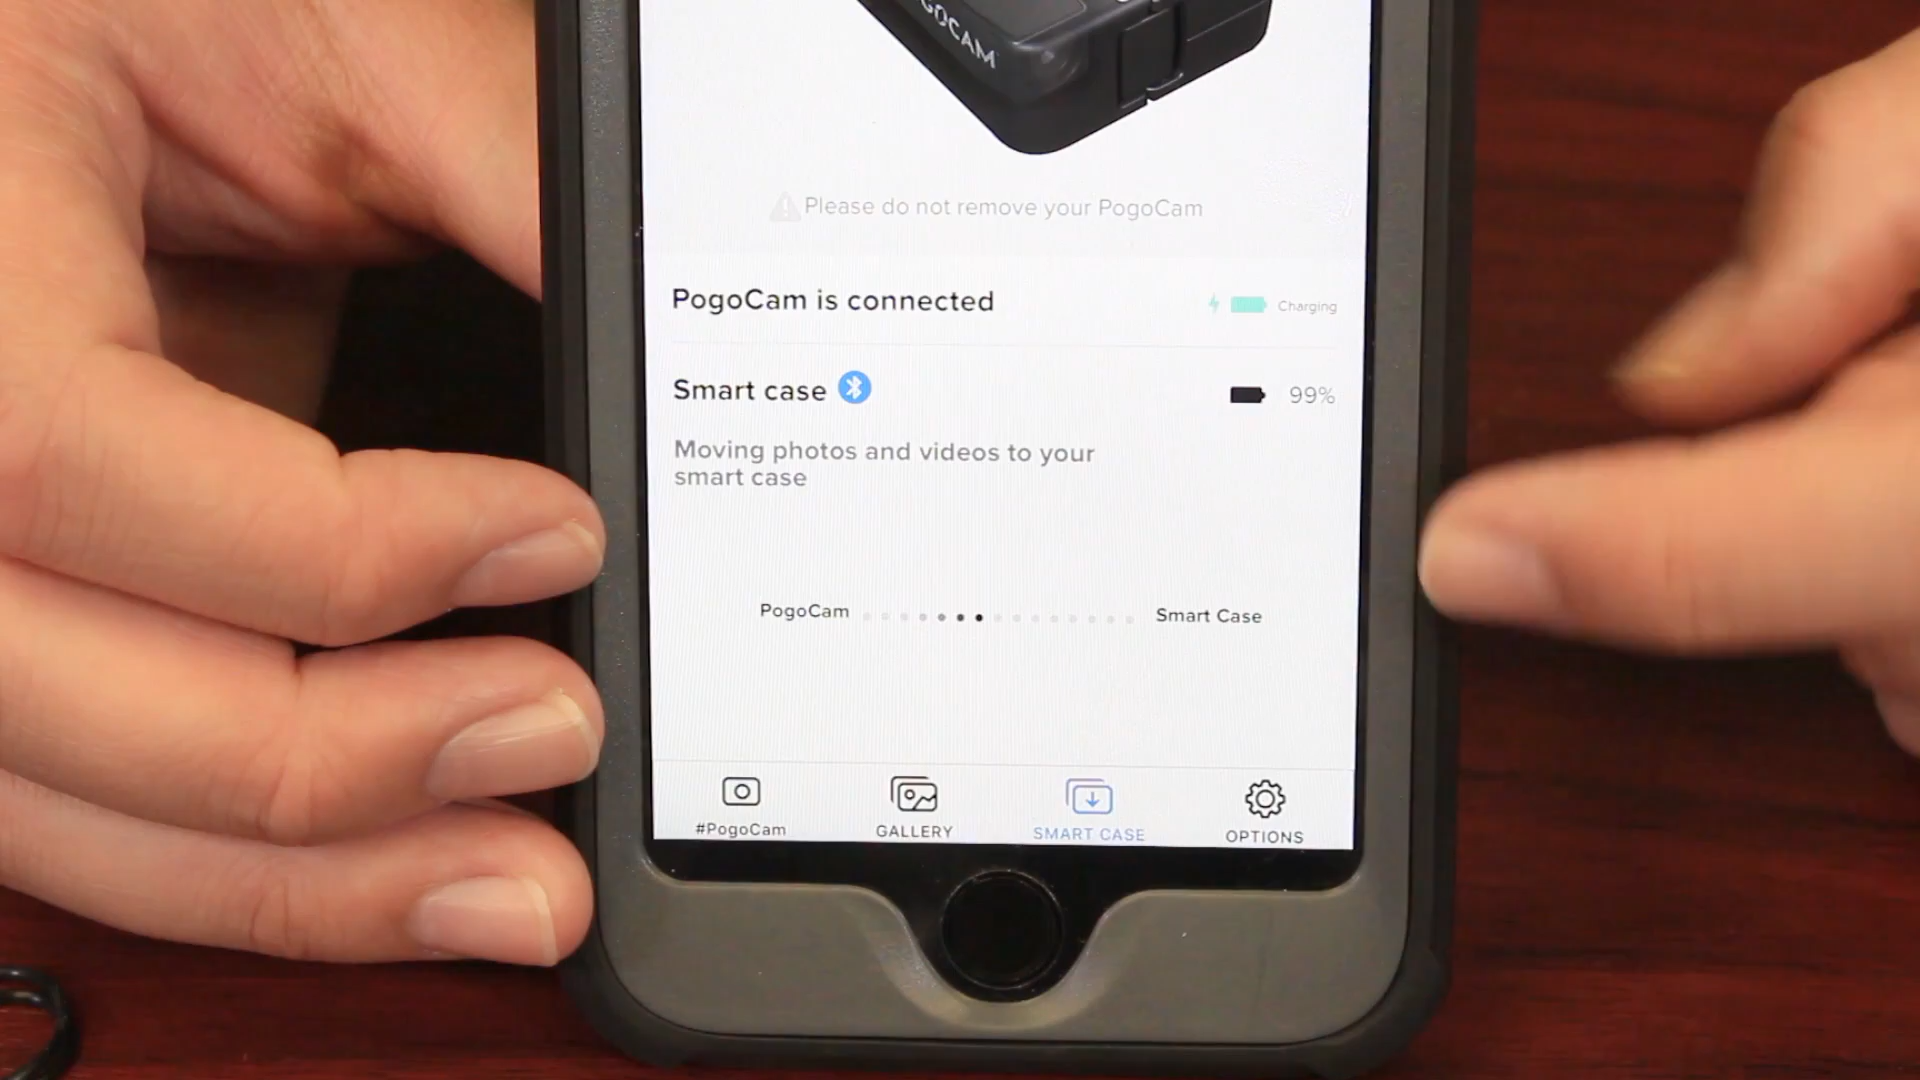 GOCAM
Please do not remove your PogoCam
PogoCam is connected
Charging
Smart case
99%
Moving photos and videos to your
smart case
PogoCam
Smart Case
#PogoCam
GALLERY
SMART CASE
OPTIONS